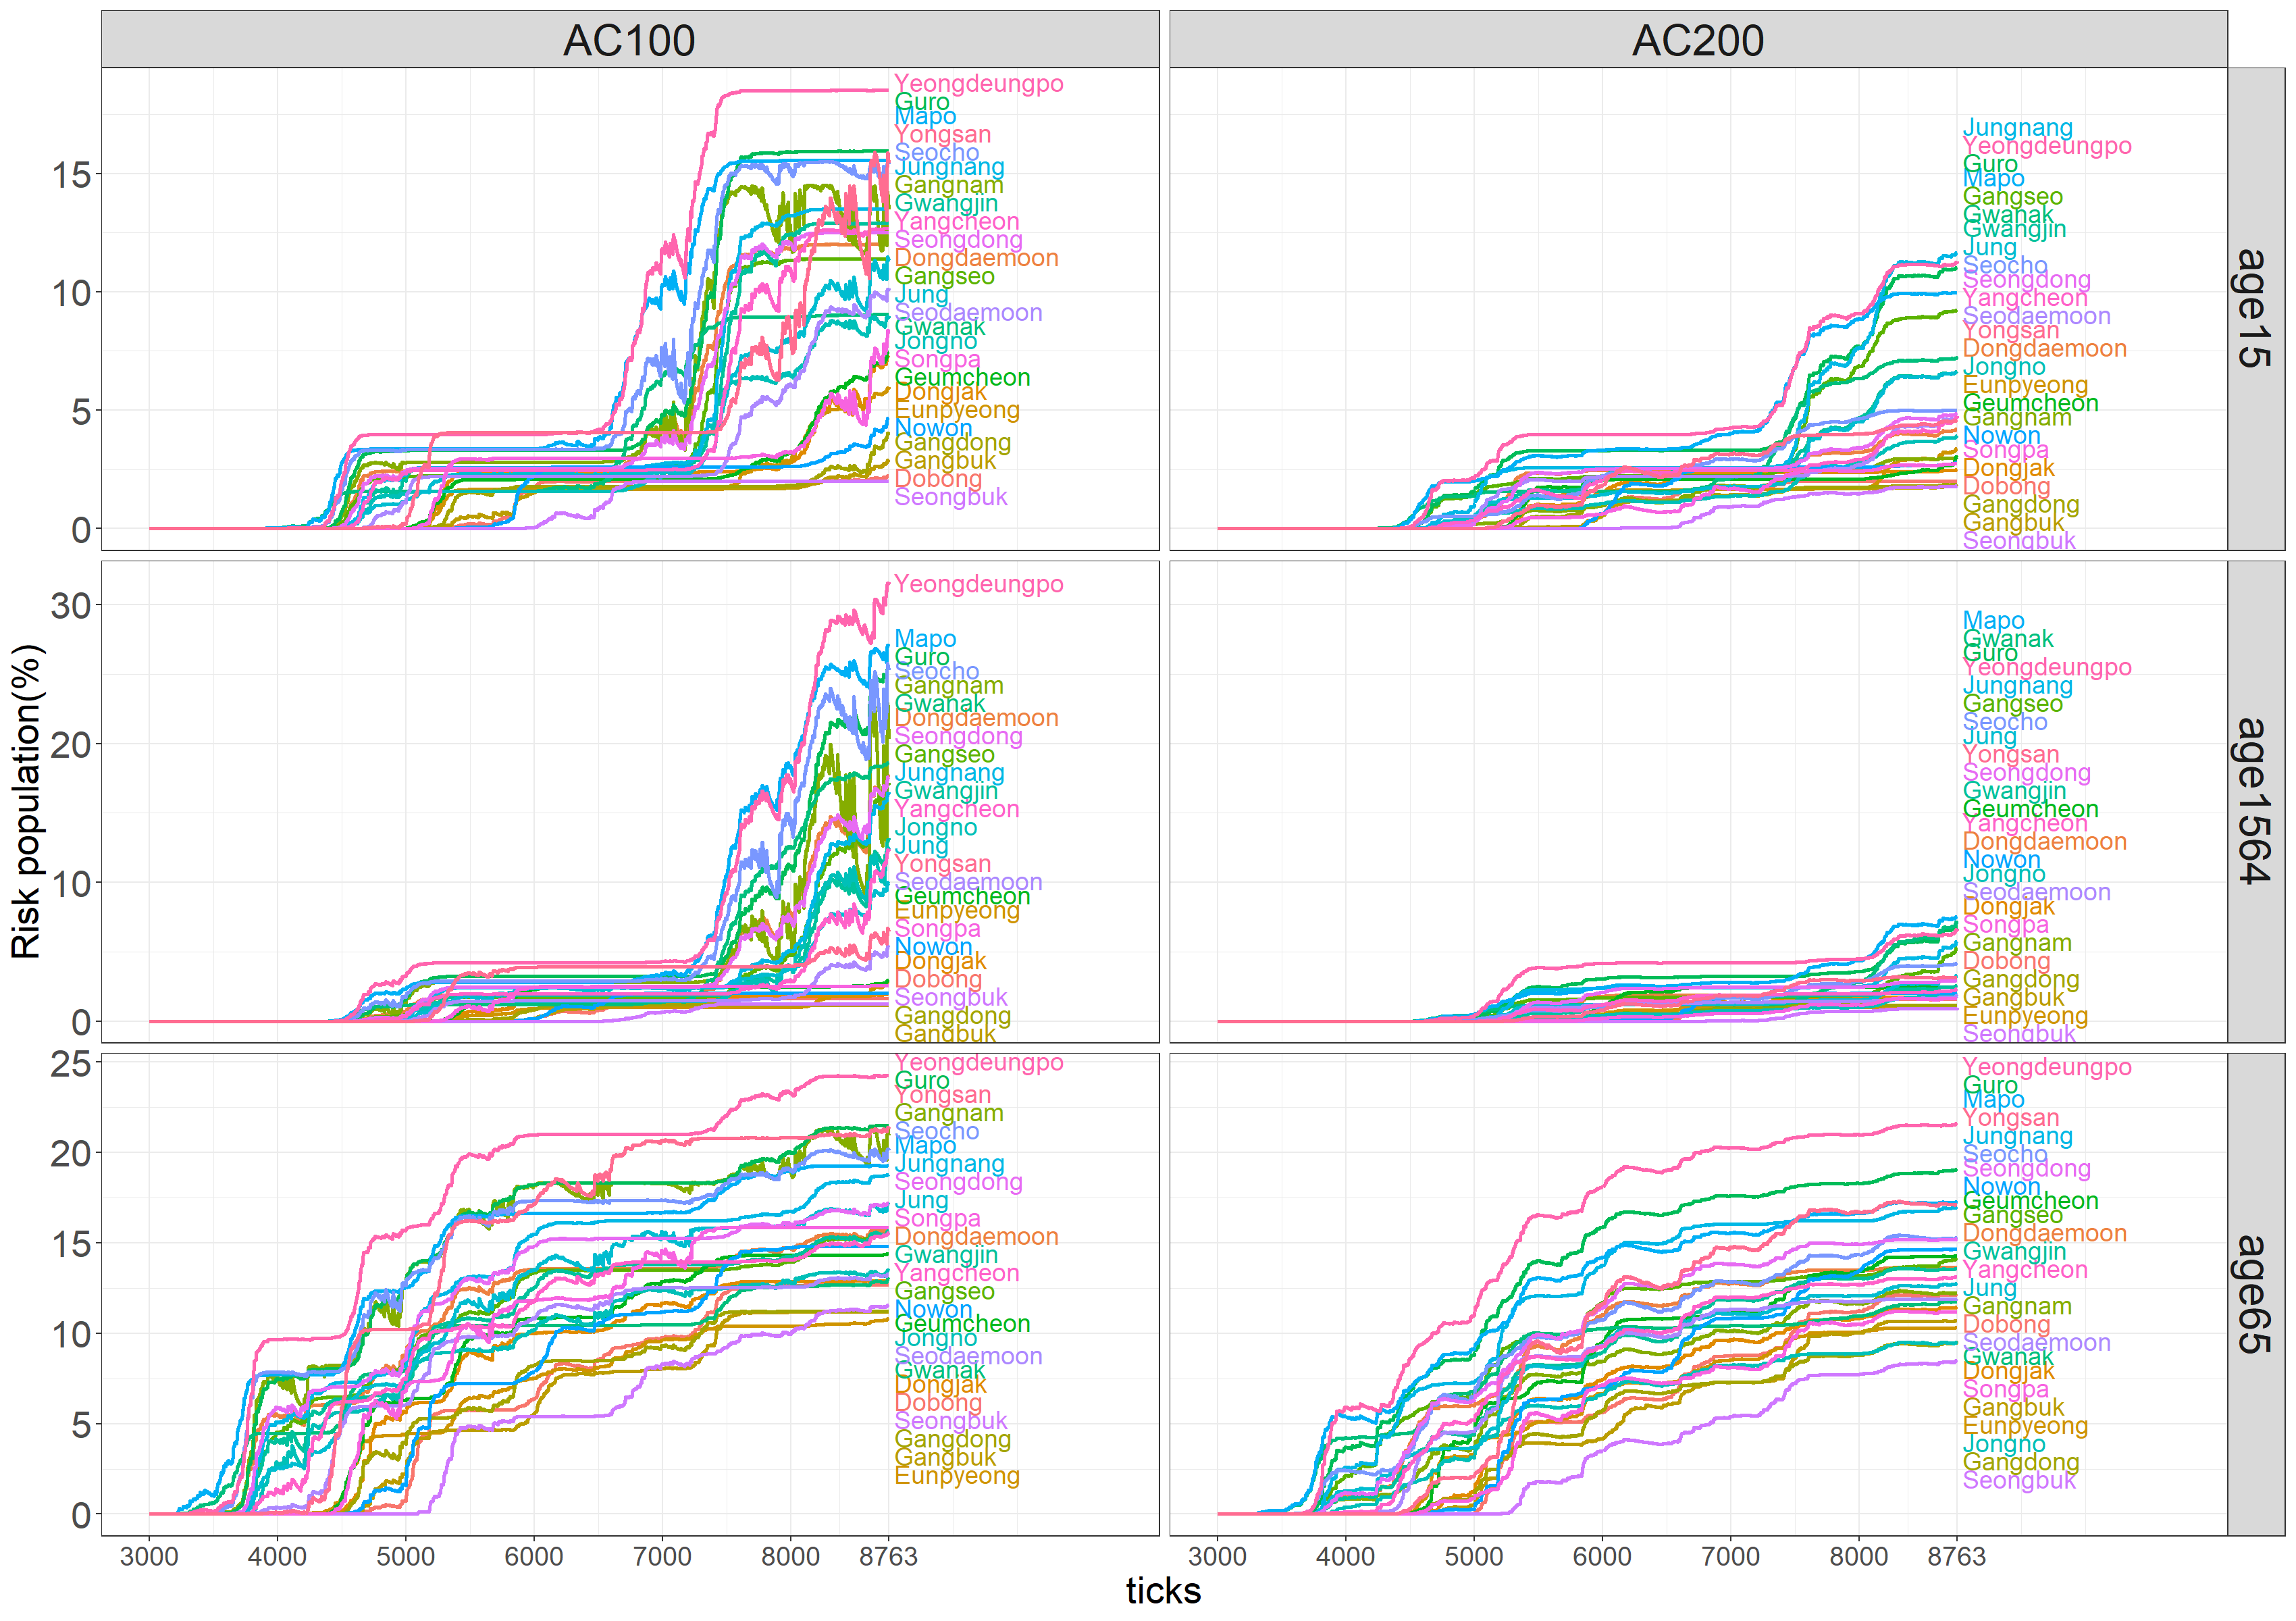 AC100
AC200
Yeongdeungpo
Guro
Mapo
Yongsan
Seocho
Jungnang
Gangnam
Gwangjin
Yangcheon
Seongdong
Dongdaemoon
Gangseo
Jung
Seodaemoon
Gwanak
Jongno
Songpa
Geumcheon
Dongjak
Eunpyeong
Nowon
Gangdong
Gangbuk
Dobong
Seongbuk
15
10
5
0
Jungnang
Yeongdeungpo
Guro
Mapo
Gangseo
Gwanak
Gwangjin
Jung
Seocho
Seongdong
Yangcheon
Seodaemoon
Yongsan
Dongdaemoon
Jongno
Eunpyeong
Geumcheon
Gangnam
Nowon
Songpa
Dongjak
Dobong
Gangdong
Gangbuk
Seongbuk
age15
Risk population(%)
30
20
10
0
Yeongdeungpo
Mapo
Guro
Seocho
Gangnam
Gwanak
Dongdaemoon
Seongdong
Gangseo
Jungnang
Gwangjin
Yangcheon
Jongno
Jung
Yongsan
Seodaemoon
Geumcheon
Eunpyeong
Songpa
Nowon
Dongjak
Dobong
Seongbuk
Gangdong
Gangbuk
Mapo
Gwanak
Guro
Yeongdeungpo
Jungnang
Gangseo
Seocho
Jung
Yongsan
Seongdong
Gwangjin
Geumcheon
Yangcheon
Dongdaemoon
Nowon
Jongno
Seodaemoon
Dongjak
Songpa
Gangnam
Dobong
Gangdong
Gangbuk
Eunpyeong
Seongbuk
age1564
25
20
15
10
5
0
Yeongdeungpo
Guro
Yongsan
Gangnam
Seocho
Mapo
Jungnang
Seongdong
Jung
Songpa
Dongdaemoon
Gwangjin
Yangcheon
Gangseo
Nowon
Geumcheon
Jongno
Seodaemoon
Gwanak
Dongjak
Dobong
Seongbuk
Gangdong
Gangbuk
Eunpyeong
Yeongdeungpo
Guro
Mapo
Yongsan
Jungnang
Seocho
Seongdong
Nowon
Geumcheon
Gangseo
Dongdaemoon
Gwangjin
Yangcheon
Jung
Gangnam
Dobong
Seodaemoon
Gwanak
Dongjak
Songpa
Gangbuk
Eunpyeong
Jongno
Gangdong
Seongbuk
age65
3000 4000 5000 6000 7000 8000 8763
3000 4000 5000 6000 7000 8000 8763
ticks